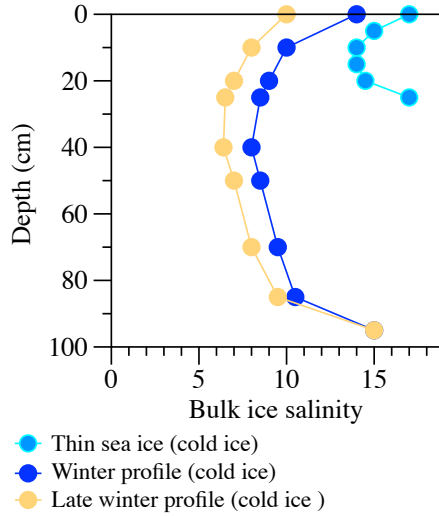 0
20
40
60
80
100
Depth (cm)
0 5 10 15
Bulk ice salinity
Thin sea ice (cold ice)
Winter profile (cold ice)
Late winter profile (cold ice )